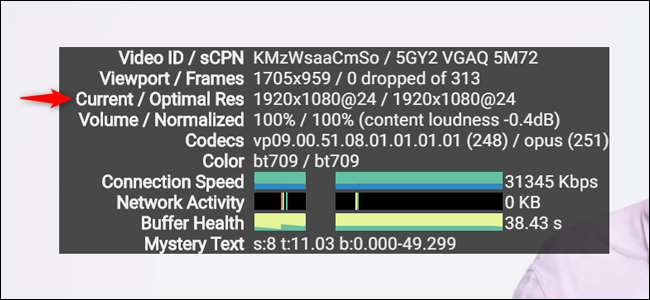 Video ID / sCPN KMzWsaaCmSo / 5GY2 VGAQ 5M72
Viewport / Frames 1705x959 / 0 dropped of 313
Current / Optimal Res 1920x1080@24 / 1920x1080@24
Volume / Normalized 100% / 100% (content loudness -0.4dB)
Codecs vp09.00.51.08.01.01.01.01 (248) / opus (251)
Color bt709 / bt709
Connection Speed 31345 Kbps
Network Activity 0 KB
Buffer Health 38.43 s
Mystery Text s:8 t:11.03 b:0.000-49.299